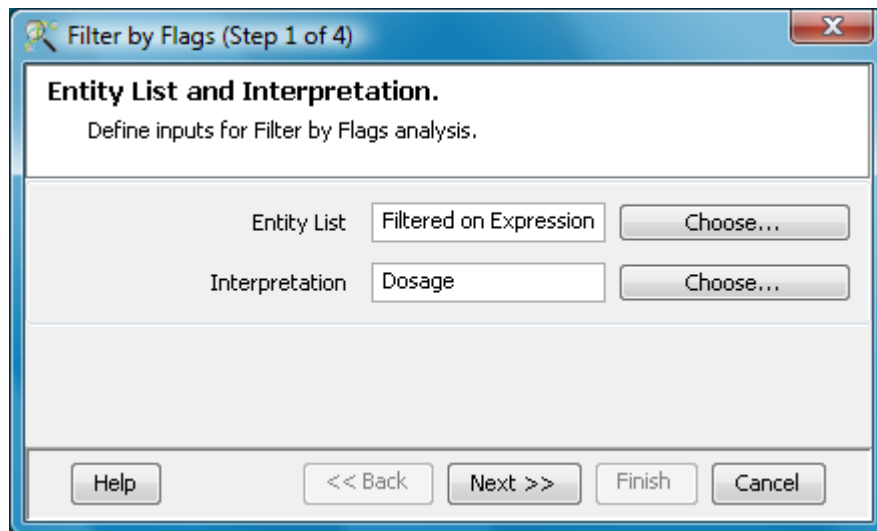 Filter by Flags (Step 1 of 4)
Entity List and Interpretation.
Define inputs for Filter by Flags analysis.
Entity List Filtered on Expression Choose...
Interpretation Dosage Choose...
Help << Back Next >> Finish Cancel